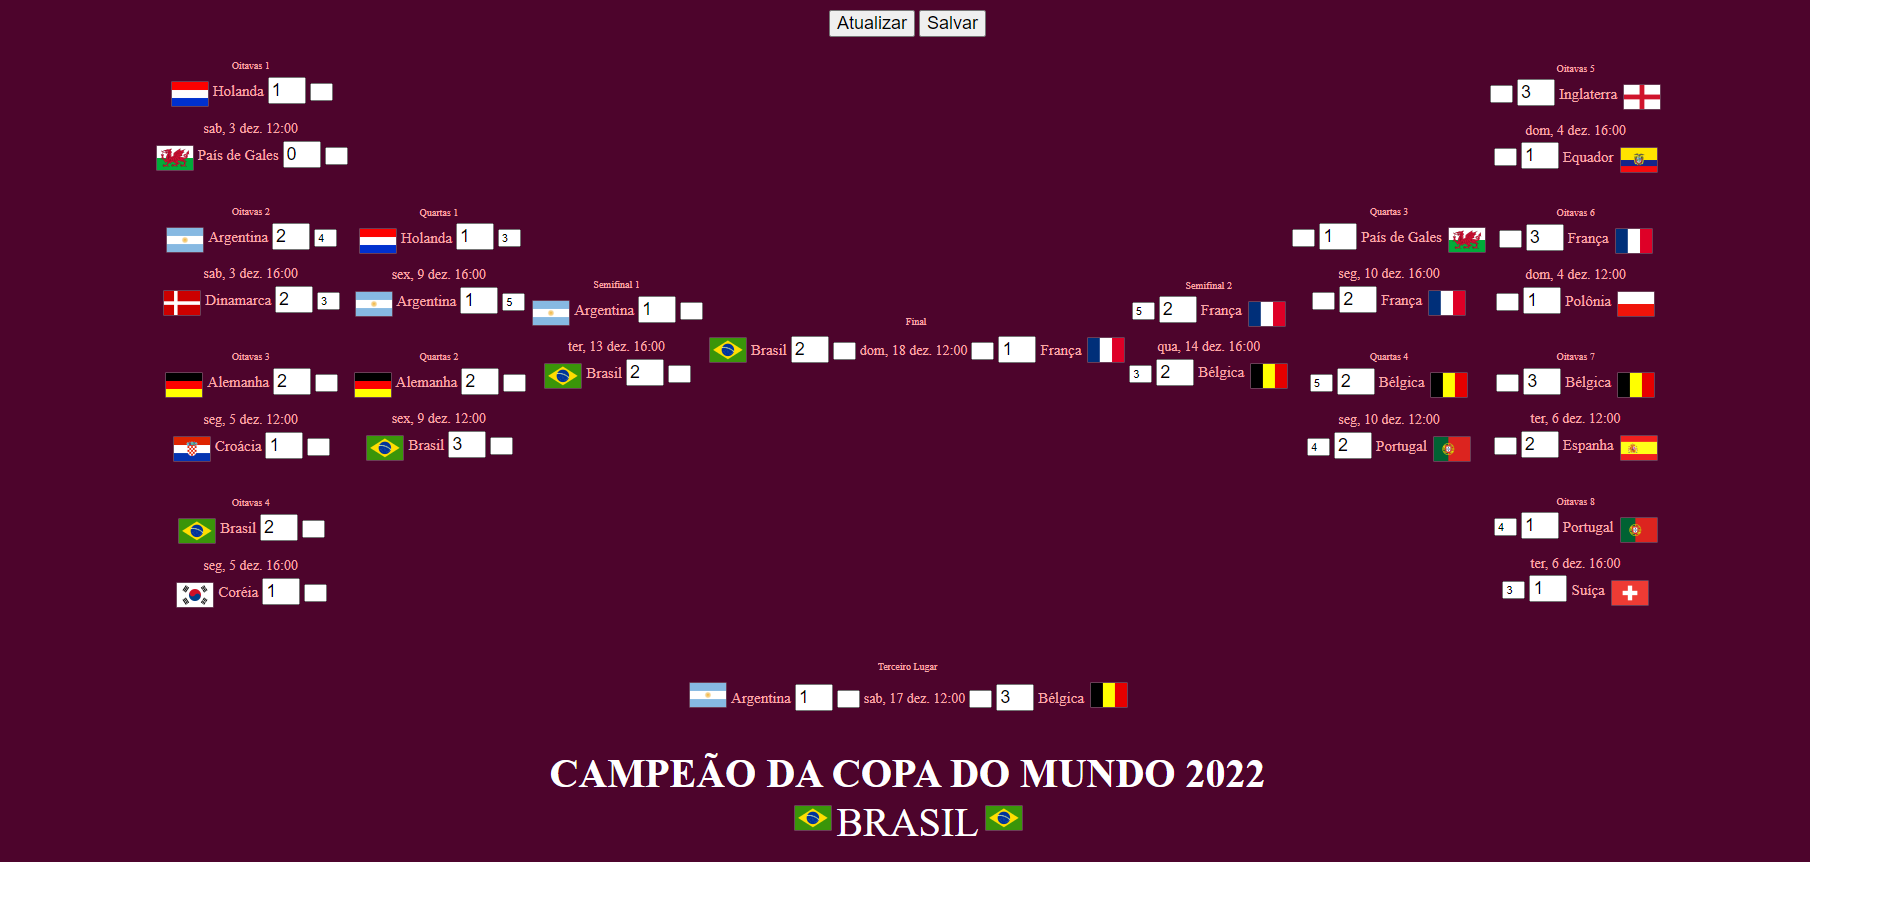 Atualizar Salvar
Oitavas 1
Holanda 1
sab, 3 dez. 12:00
País de Gales 0
Oitavas 2
Argentina 2 4
sab, 3 dez. 16:00
Dinamarca 2 3
Oitavas 3
Alemanha 2
seg, 5 dez. 12:00
Croácia 1
Oitavas 4
Brasil 2
seg, 5 dez. 16:00
Coréia 1
Quartas 1
Holanda 1 3
sex, 9 dez. 16:00
Argentina 1 5
Quartas 2
Alemanha 2
sex, 9 dez. 12:00
Brasil 3
Semifinal 1
Argentina 1
ter, 13 dez. 16:00
Brasil 2
Final
Brasil 2 dom, 18 dez. 12:00 1 França
Semifinal 2
5 2 França
qua, 14 dez. 16:00
3 2 Bélgica
Quartas 3
1 País de Gales
seg, 10 dez. 16:00
2 França
Quartas 4
5 2 Bélgica
seg, 10 dez. 12:00
4 2 Portugal
Oitavas 5
3 Inglaterra
dom, 4 dez. 16:00
1 Equador
Oitavas 6
3 França
dom, 4 dez. 12:00
1 Polônia
Oitavas 7
3 Bélgica
ter, 6 dez. 12:00
2 Espanha
Oitavas 8
4 1 Portugal
ter, 6 dez. 16:00
3 1 Suíça
Terceiro Lugar
Argentina 1 sab, 17 dez. 12:00 3 Bélgica
CAMPEÃO DA COPA DO MUNDO 2022
BRASIL